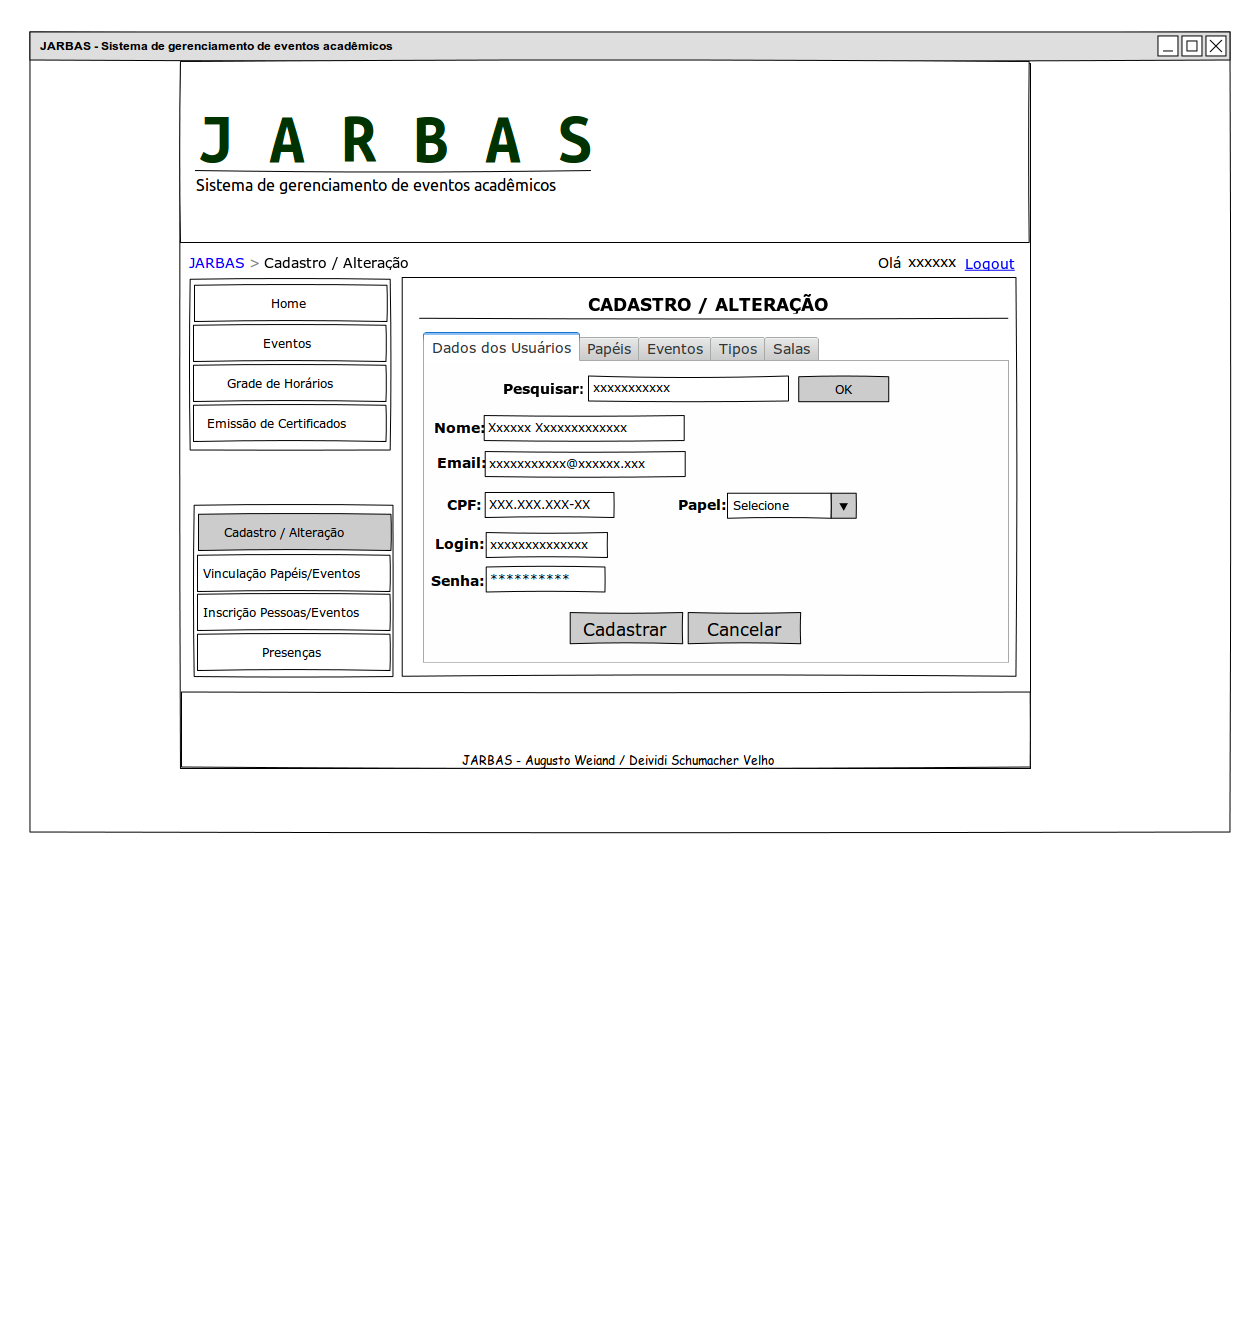 JARBAS - Sistema de gerenciamento de eventos acadêmicos
J A R B A S
Sistema de gerenciamento de eventos acadêmicos
JARBAS > Cadastro / Alteração
Olá xxxxxx Logout
Home
Eventos
Grade de Horários
Emissão de Certificados
Cadastro / Alteração
Vinculação Papéis/Eventos
Inscrição Pessoas/Eventos
Presenças
CADASTRO / ALTERAÇÃO
Dados dos Usuários Papéis Eventos Tipos Salas
Pesquisar: xxxxxxxxxxx OK
Nome: Xxxxxx Xxxxxxxxxxxxx
Email: xxxxxxxxxxx@xxxxxx.xxx
CPF: XXX.XXX.XXX-XX Papel: Selecione
Login: xxxxxxxxxxxxxx
Senha: **********
Cadastrar Cancelar
JARBAS - Augusto Weiand / Deividi Schumacher Velho